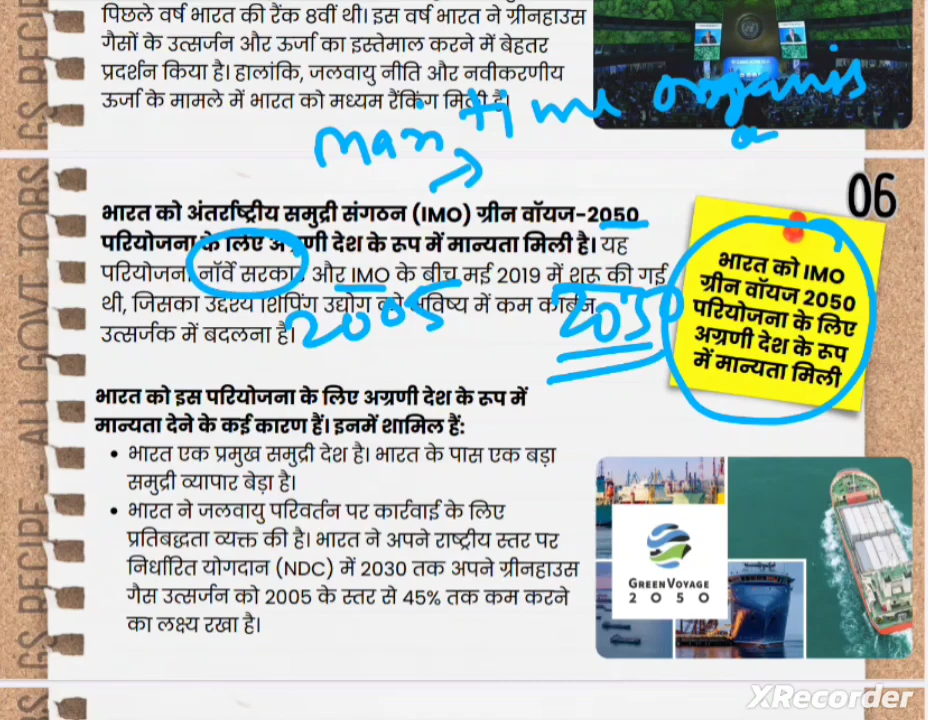 पिछले वर्ष भारत की रैंक 8वीं थी। इस वर्ष भारत ने ग्रीनहाउस
गैसों के उत्सर्जन और ऊर्जा का इस्तेमाल करने में बेहतर
प्रदर्शन किया है। हालांकि, जलवायु नीति और नवीकरणीय
ऊर्जा के मामले में भारत को मध्यम रैंकिंग मिली है।
maritime organis
a
06
भारत को अंतर्राष्ट्रीय समुद्री संगठन (IMO) ग्रीन वॉयज-2050
परियोजना के लिए अग्रणी देश के रूप में मान्यता मिली है। यह
परियोजना नॉर्वे सरकार और IMO के बीच मई 2019 में शुरू की गई
थी, जिसका उद्देश्य शिपिंग उद्योग को भविष्य में कम कार्बन
उत्सर्जक में बदलना है।
2005
2030
भारत को IMO
ग्रीन वॉयज 2050
परियोजना के लिए
अग्रणी देश के रूप
में मान्यता मिली
भारत को इस परियोजना के लिए अग्रणी देश के रूप में
मान्यता देने के कई कारण हैं। इनमें शामिल हैं:
• भारत एक प्रमुख समुद्री देश है। भारत के पास एक बड़ा
समुद्री व्यापार बेड़ा है।
• भारत ने जलवायु परिवर्तन पर कार्रवाई के लिए
प्रतिबद्धता व्यक्त की है। भारत ने अपने राष्ट्रीय स्तर पर
निर्धारित योगदान (NDC) में 2030 तक अपने ग्रीनहाउस
गैस उत्सर्जन को 2005 के स्तर से 45% तक कम करने
का लक्ष्य रखा है।
GREENVOYAGE
2050
GS RECIPE - ALL GOVT JOBS GS RECIP
XRecorder